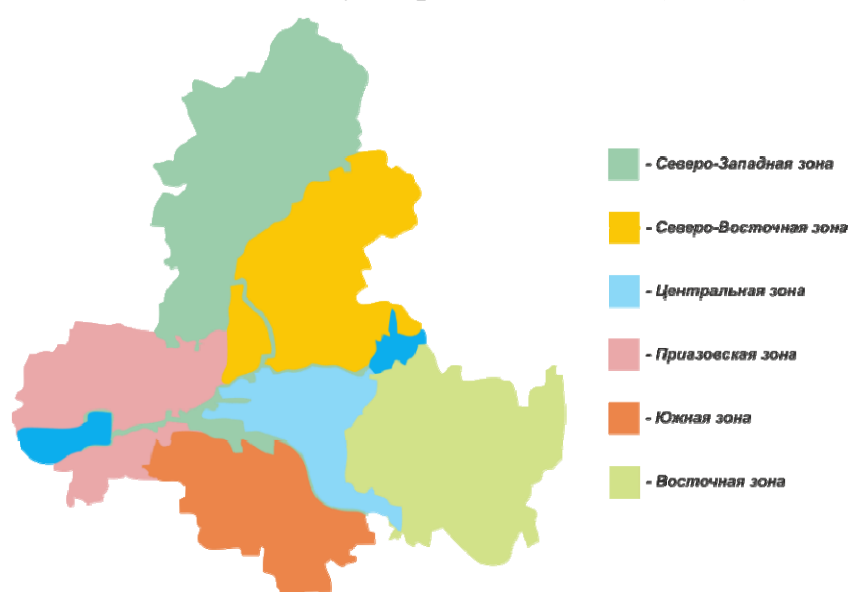 - Северо-Западная зона
- Северо-Восточная зона
- Центральная зона
- Приазовская зона
- Южная зона
- Восточная зона